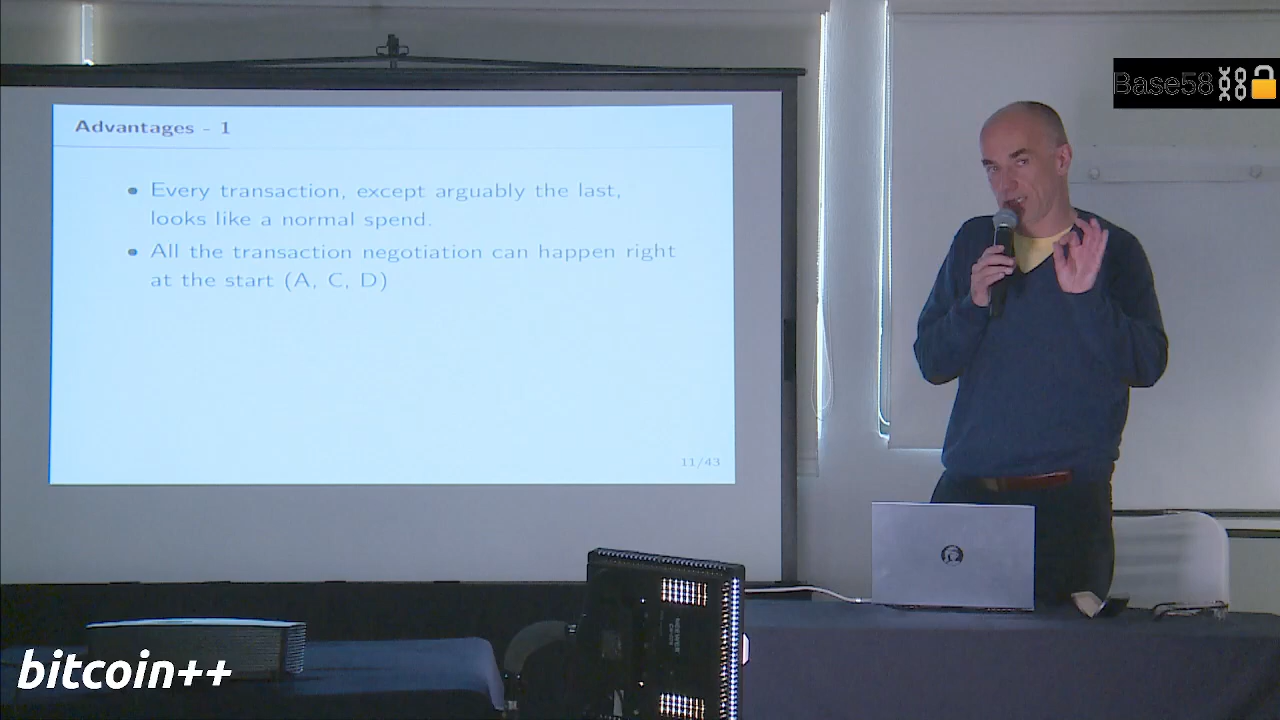 Base58
Advantages - 1
Every transaction, except arguably the last,
looks like a normal spend.
All the transaction negotiation can happen right
at the start (A, C, D)
11/43
NEEWER
bitcoin++